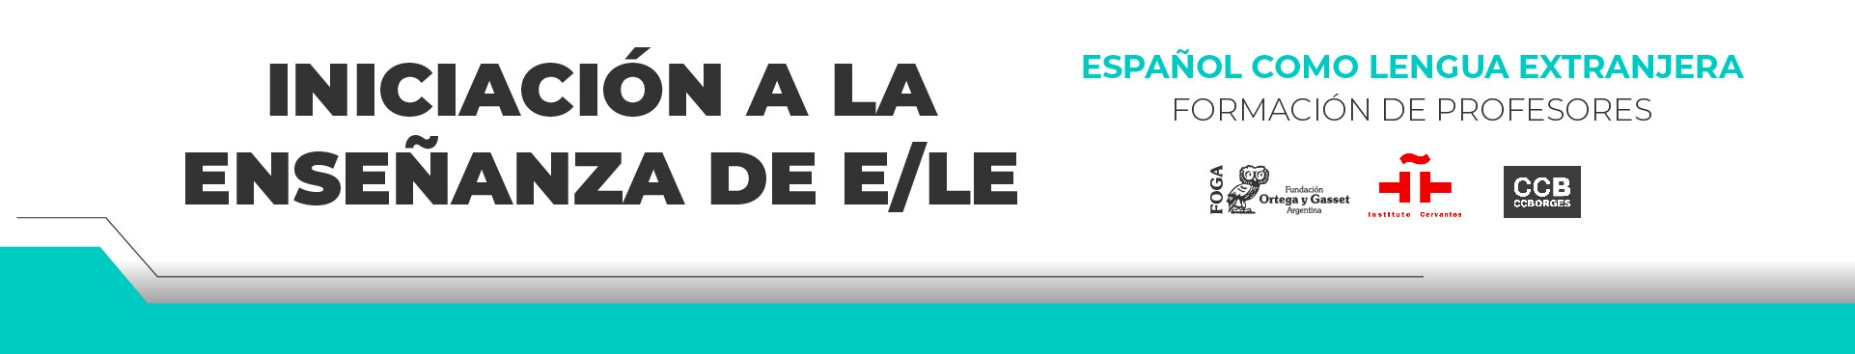 INICIACIÓN A LA
ENSEÑANZA DE E/LE
ESPAÑOL COMO LENGUA EXTRANJERA
FORMACIÓN DE PROFESORES
FOGA
Fundación
Ortega y Gasset
Argentina
Instituto Cervantes
CCB
CCBORGES